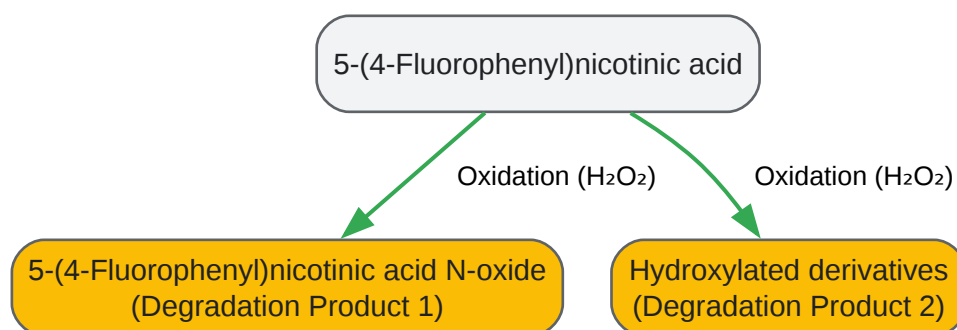 5-(4-Fluorophenyl)nicotinic acid
Oxidation (H₂O₂)
Oxidation (H₂O₂)
5-(4-Fluorophenyl)nicotinic acid N-oxide
(Degradation Product 1)
Hydroxylated derivatives
(Degradation Product 2)